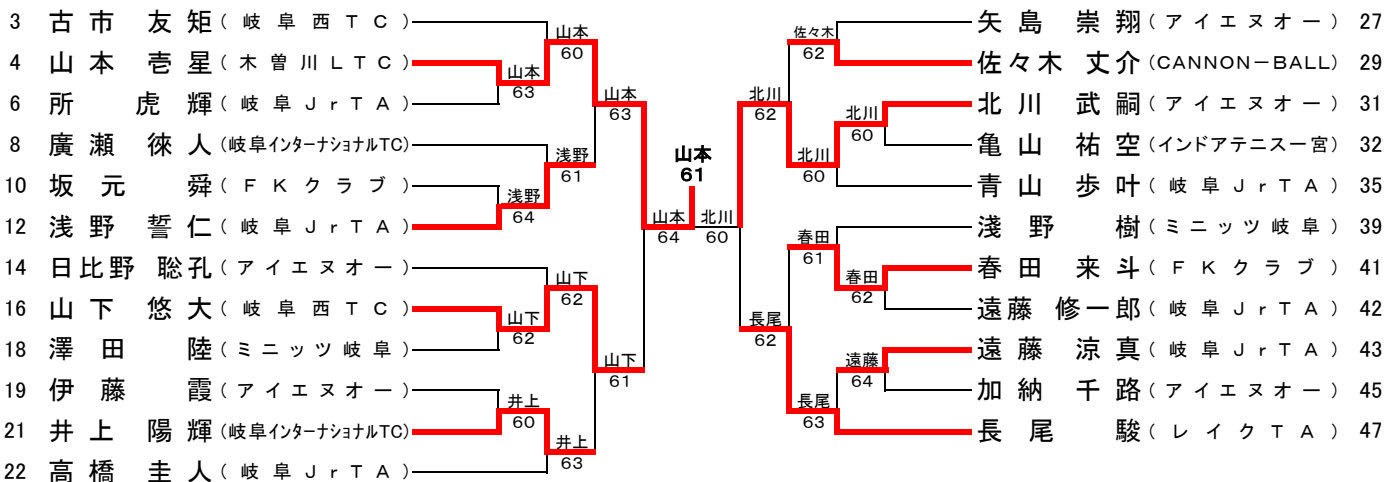 3 古市 友矩(岐阜西TC)
4 山本 壱星(木曽川LTC)
6 所 虎輝(岐阜JrTA)
8 廣瀬 徠人(岐阜インターナショナルTC)
10 坂元 舜(FKクラブ)
12 浅野 誓仁(岐阜JrTA)
14 日比野 聡孔(アイエヌオー)
16 山下 悠大(岐阜西TC)
18 澤田 陸(ミニッツ岐阜)
19 伊藤 霞(アイエヌオー)
21 井上 陽輝(岐阜インターナショナルTC)
22 高橋 圭人(岐阜JrTA)
山本
63
浅野
64
山下
62
井上
60
山本
60
浅野
61
山下
62
井上
63
山本
63
山下
61
山本
64
山本
61
北川
60
北川
62
長尾
62
佐々木
62
北川
60
春田
61
長尾
63
北川
60
春田
62
遠藤
64
矢島 崇翔(アイエヌオー) 27
佐々木 丈介(CANNON-BALL) 29
北川 武嗣(アイエヌオー) 31
亀山 祐空(インドアテニス一宮) 32
青山 歩叶(岐阜JrTA) 35
淺野 樹(ミニッツ岐阜) 39
春田 来斗(FKクラブ) 41
遠藤 修一郎(岐阜JrTA) 42
遠藤 涼真(岐阜JrTA) 43
加納 千路(アイエヌオー) 45
長尾 駿(レイクTA) 47